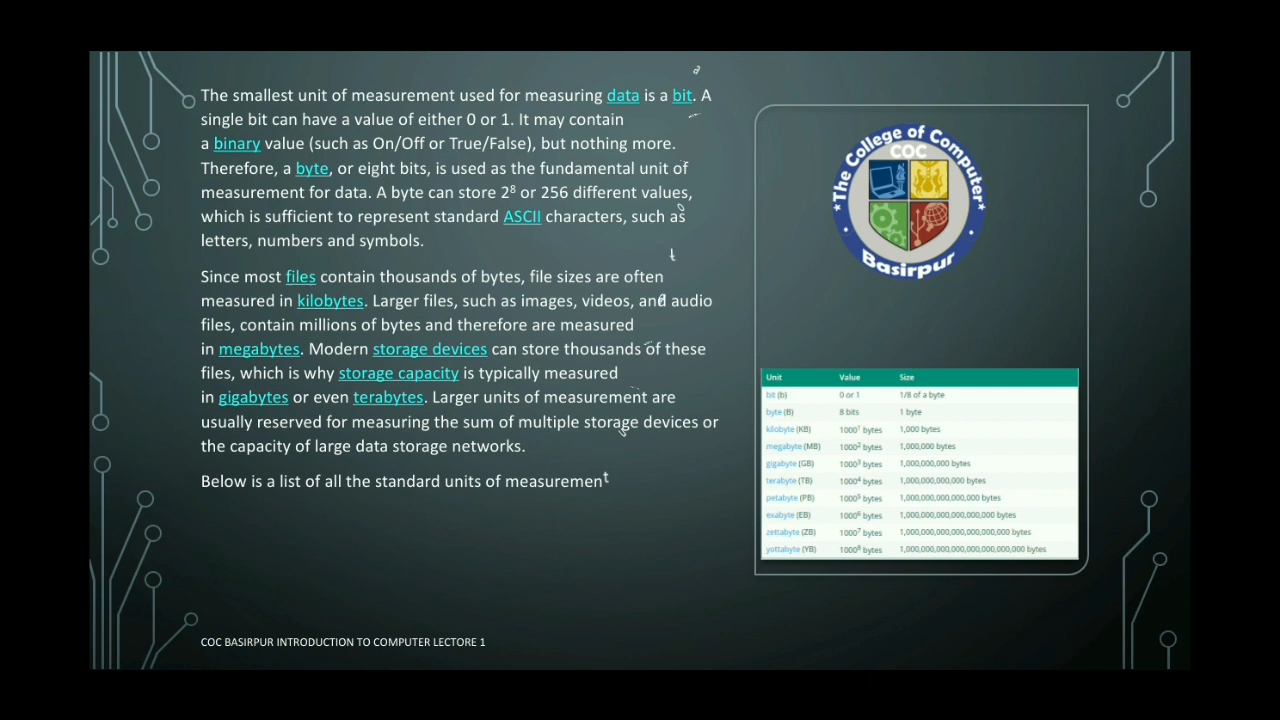 The smallest unit of measurement used for measuring data is a bit. A
single bit can have a value of either 0 or 1. It may contain
a binary value (such as On/Off or True/False), but nothing more.
Therefore, a byte, or eight bits, is used as the fundamental unit of
measurement for data. A byte can store 2⁸ or 256 different values,
which is sufficient to represent standard ASCII characters, such as
letters, numbers and symbols.
Since most files contain thousands of bytes, file sizes are often
measured in kilobytes. Larger files, such as images, videos, and audio
files, contain millions of bytes and therefore are measured
in megabytes. Modern storage devices can store thousands of these
files, which is why storage capacity is typically measured
in gigabytes or even terabytes. Larger units of measurement are
usually reserved for measuring the sum of multiple storage devices or
the capacity of large data storage networks.
Below is a list of all the standard units of measurement
The College of Computer
COC
Basirpur
Unit Value Size
bit (b) 0 or 1 1/8 of a byte
byte (B) 8 bits 1 byte
kilobyte (KB) 1000¹ bytes 1,000 bytes
megabyte (MB) 1000² bytes 1,000,000 bytes
gigabyte (GB) 1000³ bytes 1,000,000,000 bytes
terabyte (TB) 1000⁴ bytes 1,000,000,000,000 bytes
petabyte (PB) 1000⁵ bytes 1,000,000,000,000,000 bytes
exabyte (EB) 1000⁶ bytes 1,000,000,000,000,000,000 bytes
zettabyte (ZB) 1000⁷ bytes 1,000,000,000,000,000,000,000 bytes
yottabyte (YB) 1000⁸ bytes 1,000,000,000,000,000,000,000,000 bytes
COC BASIRPUR INTRODUCTION TO COMPUTER LECTORE 1